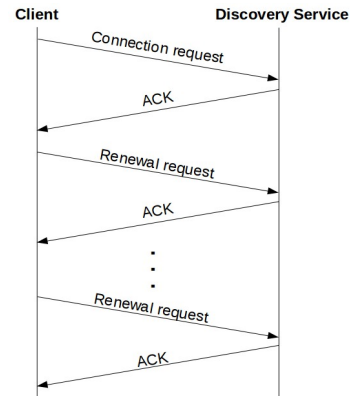 Client Discovery Service
Connection request
ACK
Renewal request
ACK
Renewal request
ACK